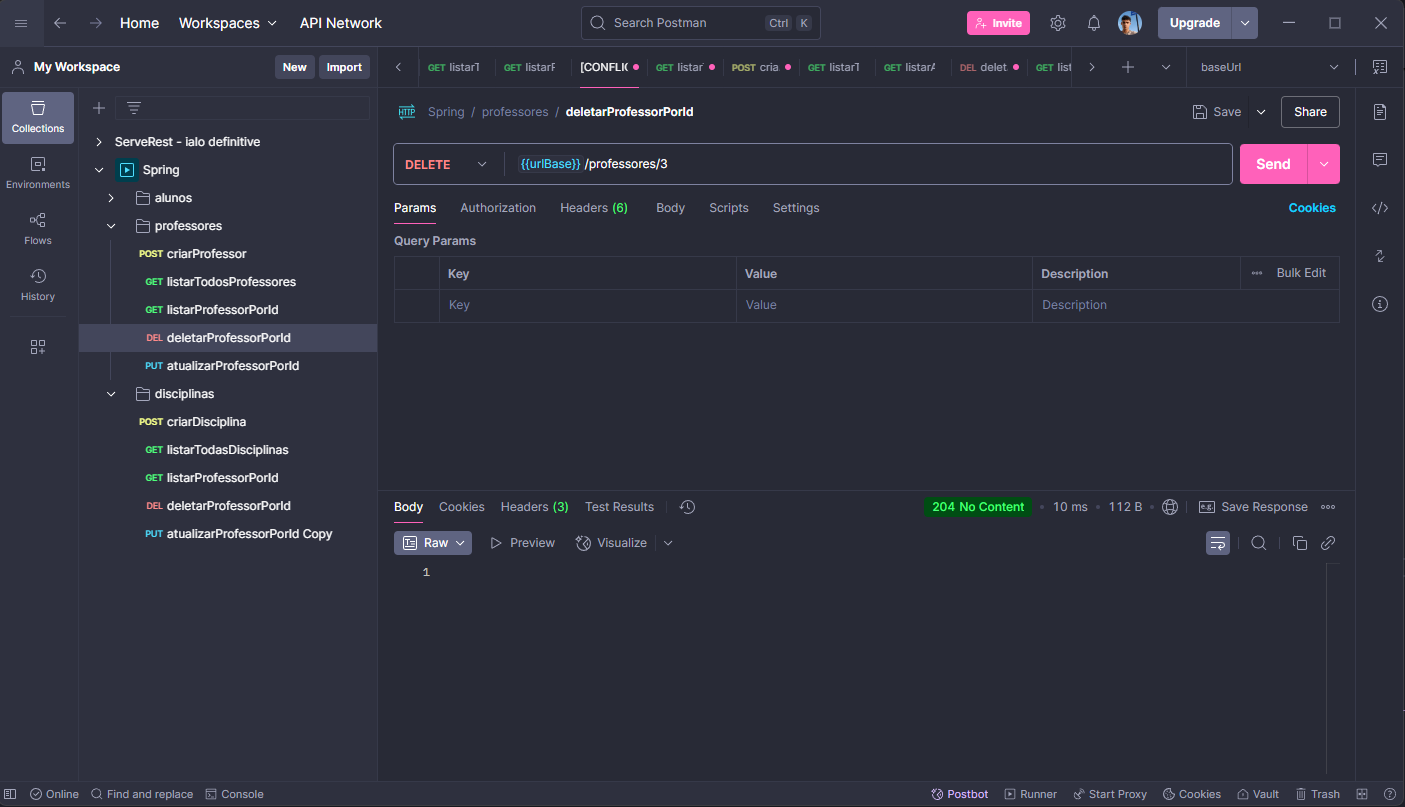 Home Workspaces API Network Search Postman Ctrl K Invite Upgrade
My Workspace New Import GET listarT GET listarF [CONFLIC GET listar POST cria. GET listarT GET listarA DEL delet GET list baseUrl
Collections
Environments
Flows
History
ServeRest - ialo definitive
Spring
alunos
professores
POST criarProfessor
GET listarTodosProfessores
GET listarProfessorPorId
DEL deletarProfessorPorId
PUT atualizarProfessorPorId
disciplinas
POST criarDisciplina
GET listarTodasDisciplinas
GET listarProfessorPorId
DEL deletarProfessorPorId
PUT atualizarProfessorPorId Copy
HTTP Spring / professores / deletarProfessorPorId Save Share
DELETE {{urlBase}} /professores/3 Send
Params Authorization Headers (6) Body Scripts Settings Cookies
Query Params
Key Value Description Bulk Edit
Key Value Description
Body Cookies Headers (3) Test Results 204 No Content 10 ms 112 B e.g. Save Response
Raw Preview Visualize
1
Online Find and replace Console Postbot Runner Start Proxy Cookies Vault Trash